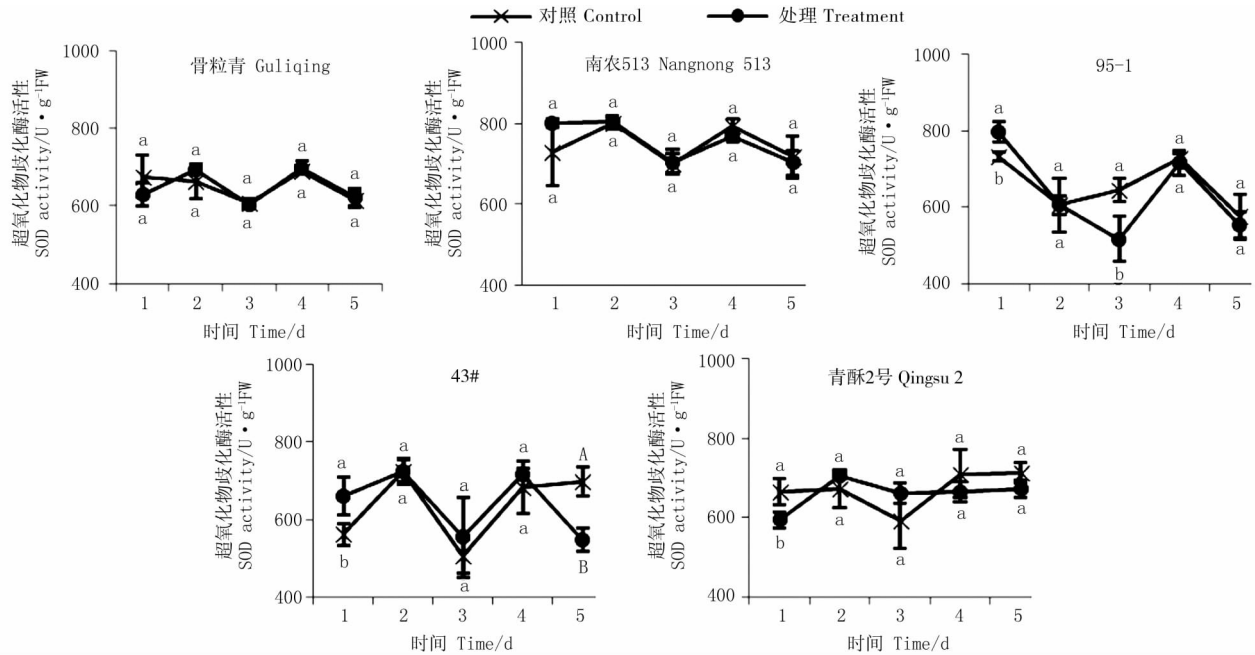 对照 Control 处理 Treatment
骨粒青 Guliqing
超氧化物歧化酶活性
SOD activity/U·g⁻¹FW
1000
800
600
400
a a a a a
a a a a a
1 2 3 4 5
时间 Time/d
南农513 Nangnong 513
超氧化物歧化酶活性
SOD activity/U·g⁻¹FW
1000
800
600
400
a a a a a
a a a a a
1 2 3 4 5
时间 Time/d
95-1
超氧化物歧化酶活性
SOD activity/U·g⁻¹FW
1000
800
600
400
a a a a a
b a b a a
1 2 3 4 5
时间 Time/d
43#
超氧化物歧化酶活性
SOD activity/U·g⁻¹FW
1000
800
600
400
a a a a A
b a a a B
1 2 3 4 5
时间 Time/d
青酥2号 Qingsu 2
超氧化物歧化酶活性
SOD activity/U·g⁻¹FW
1000
800
600
400
a a a a a
b a a a a
1 2 3 4 5
时间 Time/d